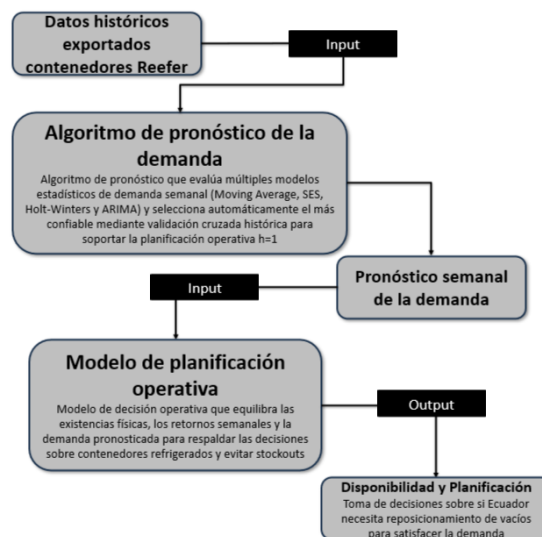 Datos históricos
exportados
contenedores Reefer
Input
Algoritmo de pronóstico de la
demanda
Algoritmo de pronóstico que evalúa múltiples modelos
estadísticos de demanda semanal (Moving Average, SES,
Holt-Winters y ARIMA) y selecciona automáticamente el más
confiable mediante validación cruzada histórica para
soportar la planificación operativa h=1
Pronóstico semanal
de la demanda
Input
Modelo de planificación
operativa
Modelo de decisión operativa que equilibra las
existencias físicas, los retornos semanales y la
demanda pronosticada para respaldar las decisiones
sobre contenedores refrigerados y evitar stockouts
Output
Disponibilidad y Planificación
Toma de decisiones sobre si Ecuador
necesita reposicionamiento de vacíos
para satisfacer la demanda